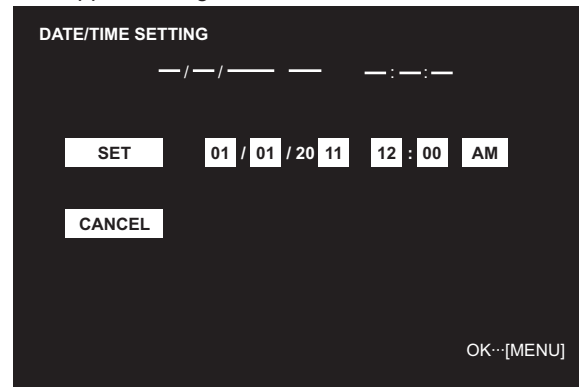 DATE/TIME SETTING
—/—/—— —— —:—:—
SET 01 / 01 / 20 11 12 : 00 AM
CANCEL
OK···[MENU]